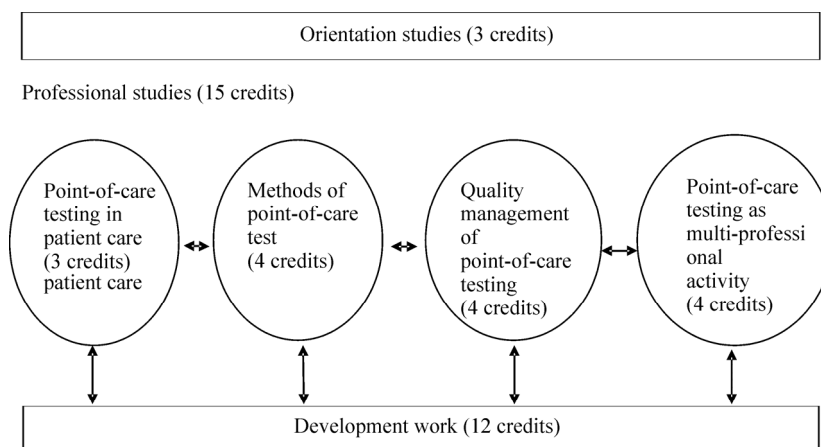 Orientation studies (3 credits)
Professional studies (15 credits)
Point-of-care
testing in
patient care
(3 credits)
patient care
Methods of
point-of-care
test
(4 credits)
Quality
management
of
point-of-care
testing
(4 credits)
Point-of-care
testing as
multi-professi
onal
activity
(4 credits)
Development work (12 credits)